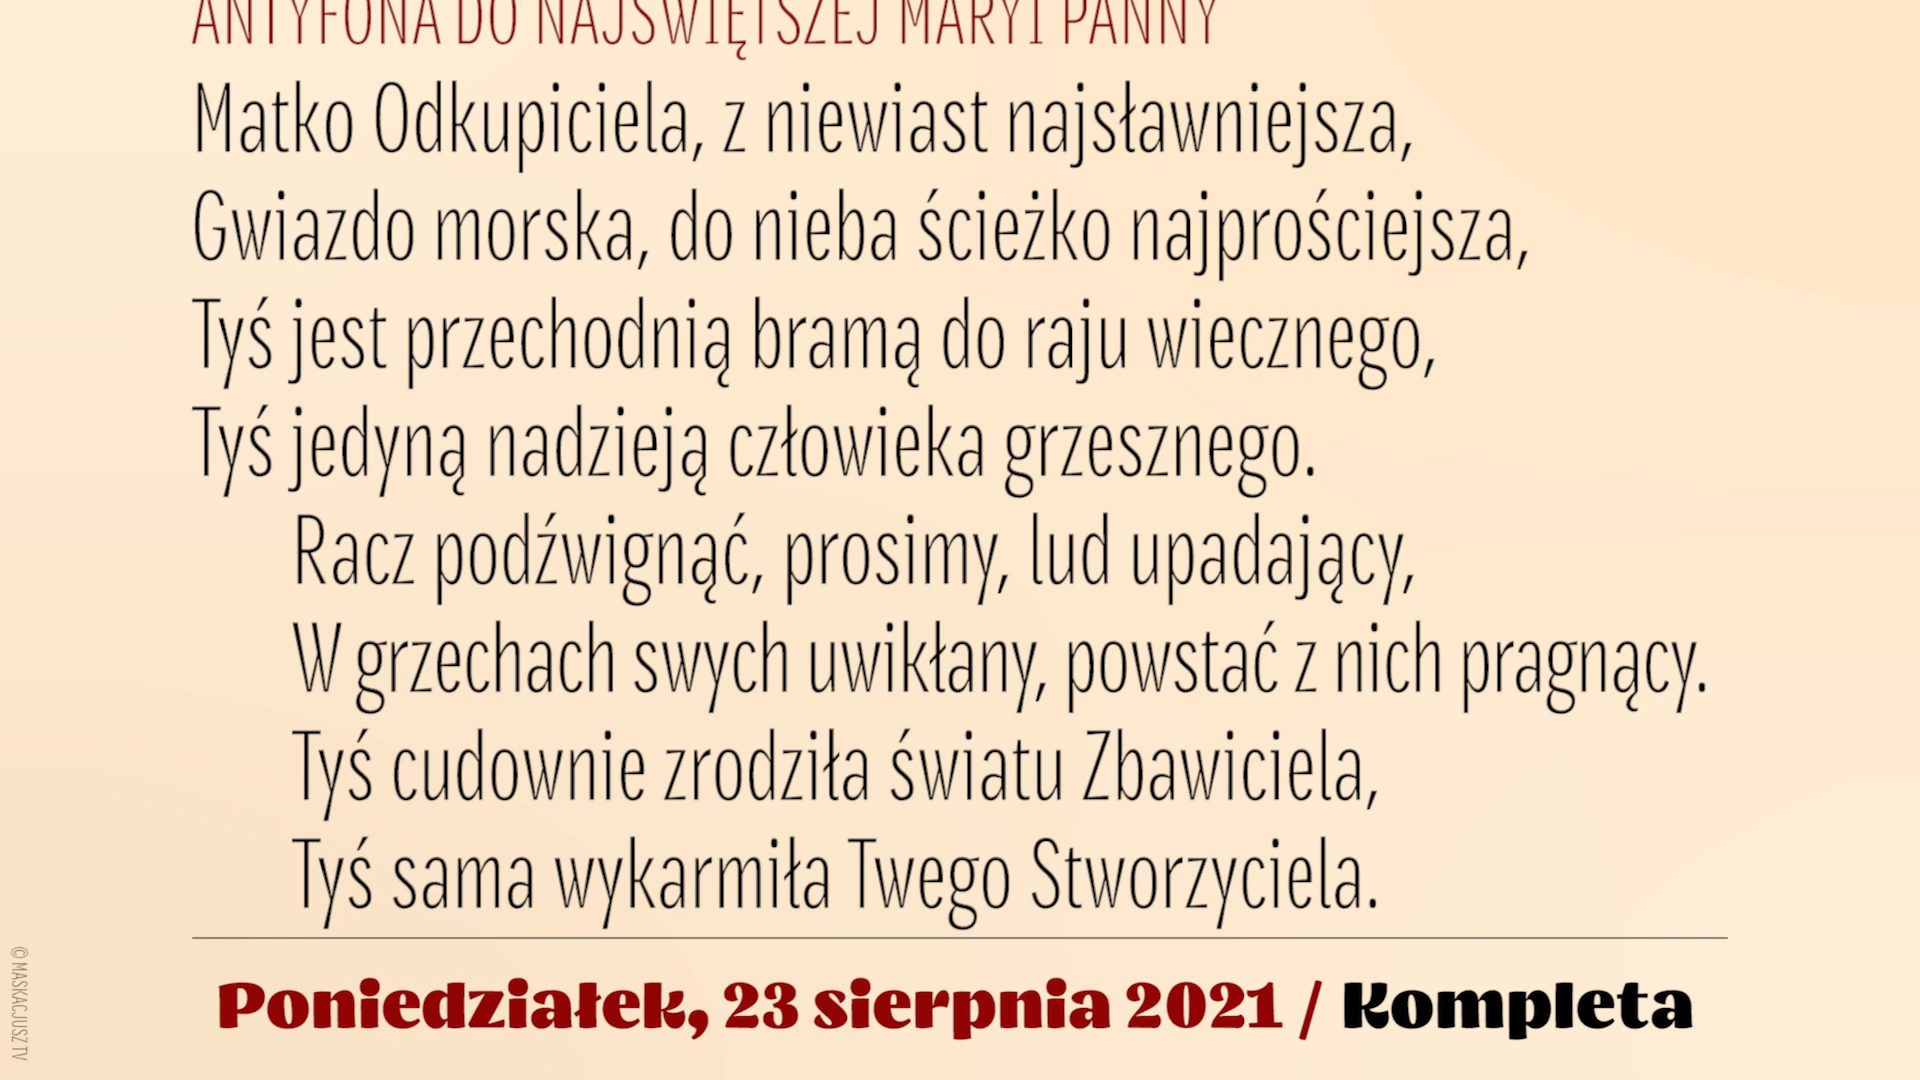 ANTYFONA DO NAJŚWIĘTSZEJ MARYI PANNY
Matko Odkupiciela, z niewiast najsławniejsza,
Gwiazdo morska, do nieba ścieżko najprościejsza,
Tyś jest przechodnią bramą do raju wiecznego,
Tyś jedyną nadzieją człowieka grzesznego.
Racz podźwignąć, prosimy, lud upadający,
W grzechach swych uwikłany, powstać z nich pragnący.
Tyś cudownie zrodziła światu Zbawiciela,
Tyś sama wykarmiła Twego Stworzyciela.
Poniedziałek, 23 sierpnia 2021 / Kompleta
© MASKACJUSZ TV